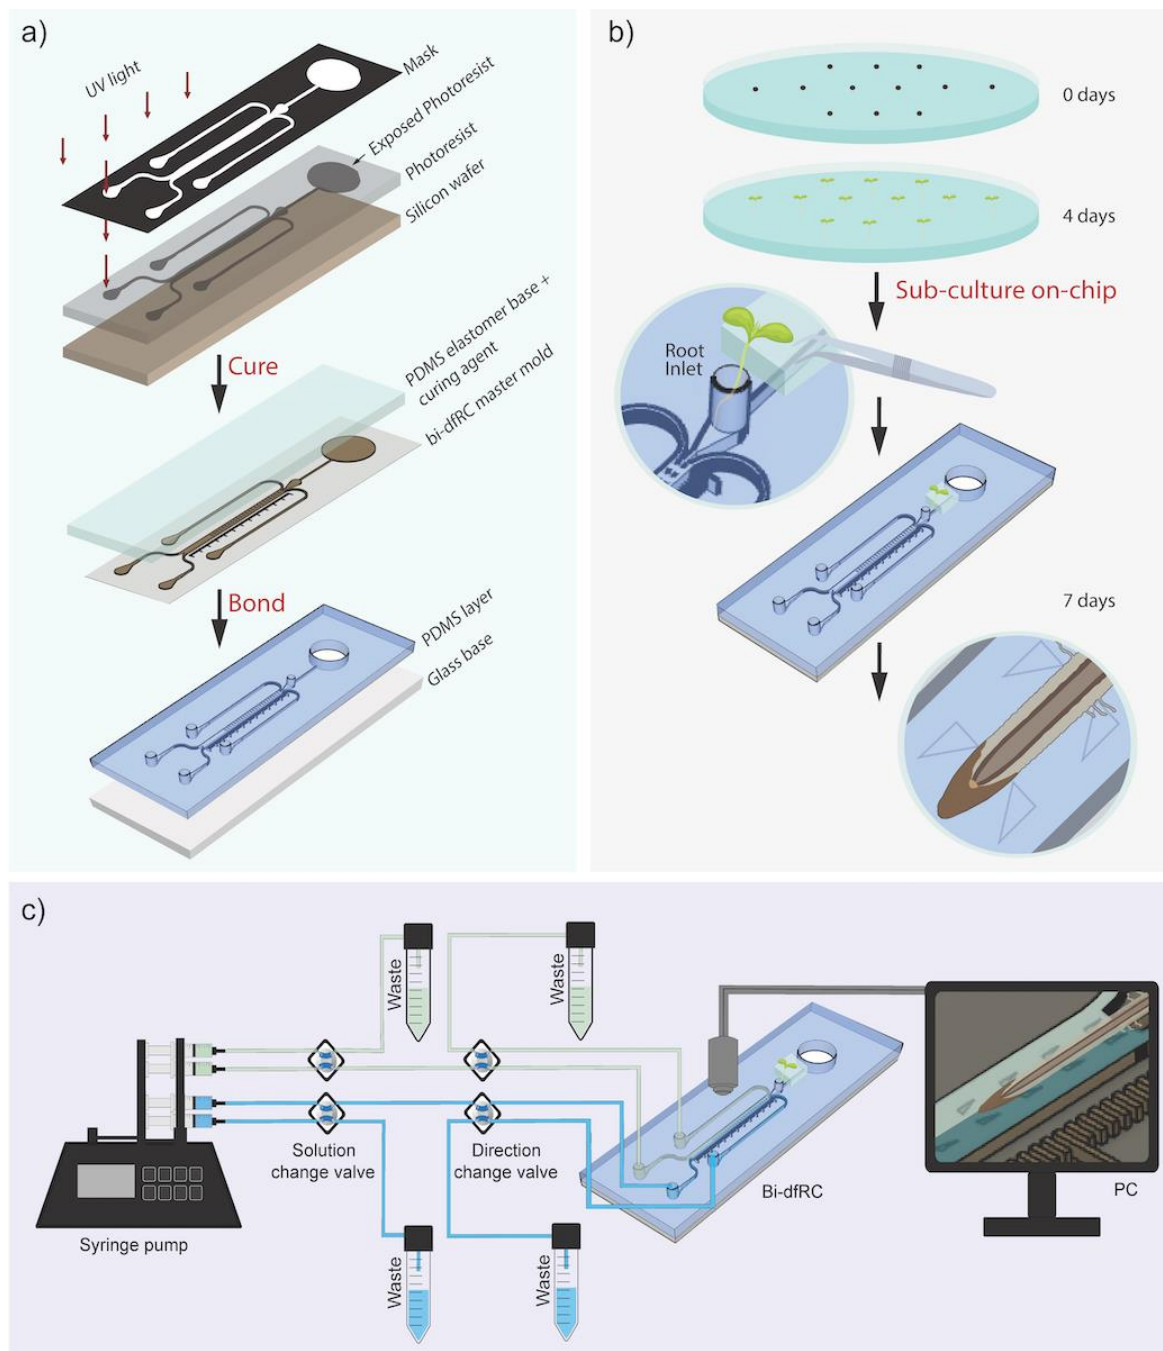 a)
UV light
Mask
Exposed Photoresist
Photoresist
Silicon wafer
Cure
PDMS elastomer base +
curing agent
bi-dfRC master mold
Bond
PDMS layer
Glass base
b)
0 days
4 days
Sub-culture on-chip
Root
Inlet
7 days
c)
Waste
Waste
Solution
change valve
Direction
change valve
Syringe pump
Waste
Waste
Bi-dfRC
PC